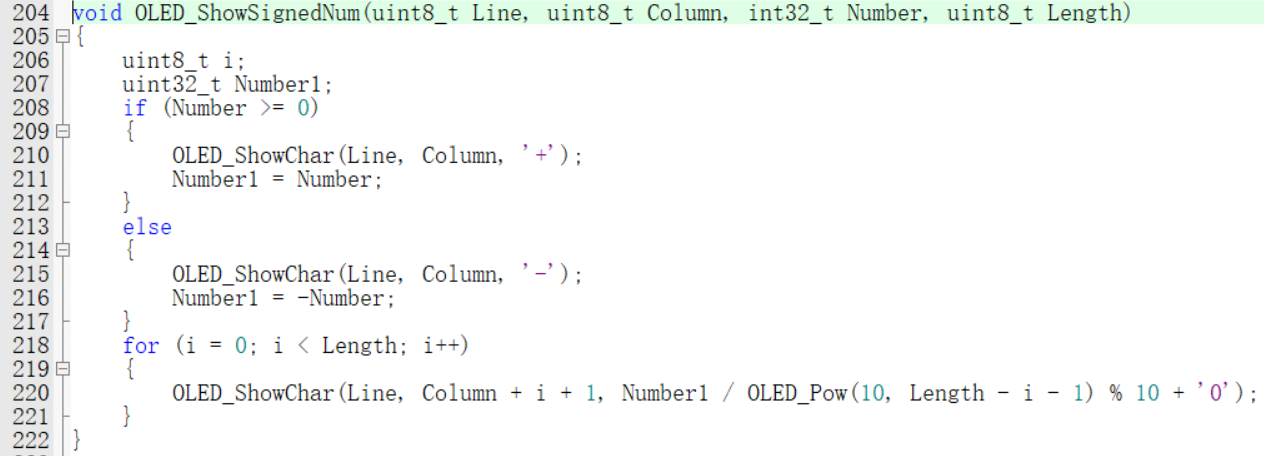 204 void OLED_ShowSignedNum(uint8_t Line, uint8_t Column, int32_t Number, uint8_t Length)
205 {
206     uint8_t i;
207     uint32_t Number1;
208     if (Number >= 0)
209     {
210         OLED_ShowChar(Line, Column, '+');
211         Number1 = Number;
212     }
213     else
214     {
215         OLED_ShowChar(Line, Column, '-');
216         Number1 = -Number;
217     }
218     for (i = 0; i < Length; i++)
219     {
220         OLED_ShowChar(Line, Column + i + 1, Number1 / OLED_Pow(10, Length - i - 1) % 10 + '0');
221     }
222 }